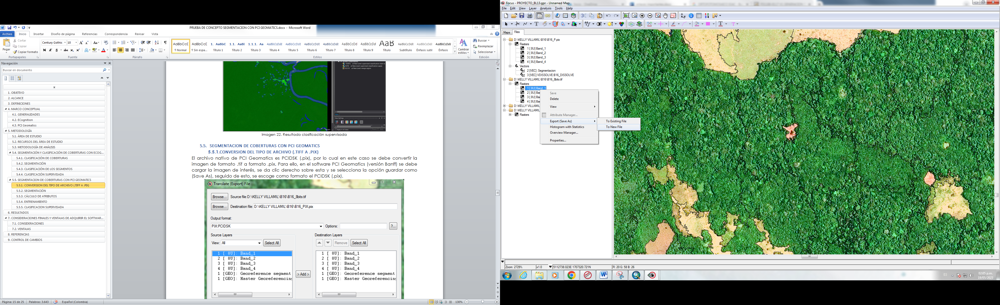 PRUEBA DE CONCEPTO SEGMENTACION CON PCI GEOMATICS.docx - Microsoft Word
Archivo Inicio Insertar Diseño de página Referencias Correspondencia Revisar Vista
Pegar
Cortar
Copiar
Copiar formato
Portapapeles
Century Gothic 10
Fuente
Párrafo
AaBbCcD AaBbCcD 1. AaBbC 1.1. AaBl 1.1.1. Aa AaBbCcDdl AaBbCcDdE AaBbCcDdl AaBbCcDdl AaBbCcDd AaBbCcDd AaB AaBbCcDdl AaBbCcDdl AaBbCcDdl
¶ Normal ¶ Sin espa... Título 1 Título 2 Título 3 Título 4 Título 5 Título 6 Título 7 Título 8 Título 9 Título Subtítulo Énfasis sutil Énfasis
Estilos
Cambiar estilos
Buscar
Reemplazar
Seleccionar
Edición
Navegación
Buscar en documento
1. OBJETIVO
2. ALCANCE
3. DEFINICIONES
4. MARCO CONCEPTUAL
4.1. GENERALIDADES
4.2. ECognition
4.3. PCI Geomatics
5. METODOLOGÍA
5.1. ÁREA DE ESTUDIO
5.2. RECURSOS DEL ÁREA DE ESTUDIO
5.3. METODOLOGÍA DE ANÁLISIS
5.4. SEGMENTACIÓN Y CLASIFICACIÓN DE COBERTURAS CON ECOG...
5.4.1. CLASIFICACIÓN DE COBERTURAS
5.4.2. SEGMENTACIÓN
5.4.3. CLASIFICACIÓN DE LOS SEGMENTOS
5.4.4. CLASIFICACIÓN SUPERVISADA
5.5. SEGMENTACION DE COBERTURAS CON PCI GEOMATICS
5.5.1. CONVERSION DEL TIPO DE ARCHIVO (.TIFF A .PIX)
5.5.2. SEGMENTACIÓN
5.5.3. CÁLCULO DE ATRIBUTOS
5.5.4. ENTRENAMIENTO
5.5.5. CLASIFICACION SUPERVISADA
6. RESULTADOS
7. CONSIDERACIONES FINALES Y VENTAJAS DE ADQUIRIR EL SOFTWAR...
7.1. CONSIDERACIONES
7.2. VENTAJAS
8. REFERENCIAS
9. CONTROL DE CAMBIOS
Imagen 22. Resultado clasificación supervisada
5.5. SEGMENTACION DE COBERTURAS CON PCI GEOMATICS
5.5.1.CONVERSION DEL TIPO DE ARCHIVO (.TIFF A .PIX)
El archivo nativo de PCI Geomatics es PCIDSK (.pix), por lo cual en este caso se debe convertir la
imagen de formato .tif a formato .pix. Para ello, en el software PCI Geomatics (versión Banff) se debe
cargar la imagen de interés, se da clic derecho sobre esta y se selecciona la opción guardar como
(Save As), seguido de esto, se escoge como formato el PCIDSK (.pix).
Translate (Export) File
Browse... Source file:D:\KELLY VILLAMIL\B16\B16_8bits.tif
Browse... Destination file: D:\KELLY VILLAMIL\B16\B16_PIX.pix
Output format:
PIX:PCIDSK Options: ?...
Source Layers Destination Layers
View: All Select All Remove Select All
1 [ 8U]: Band_1
2 [ 8U]: Band_2
3 [ 8U]: Band_3
4 [ 8U]: Band_4
1 [GEO]: Georeference segment
1 [GEO]: Master Georeferencing
> Add >
1 [ 8U]: Band_1
2 [ 8U]: Band_2
3 [ 8U]: Band_3
4 [ 8U]: Band_4
1 [GEO]: Georeference segment
1 [GEO]: Master Georeferencing
Página: 15 de 25 Palabras: 3.643 Español (Colombia) 130%
Focus - PROYECTO_BL13.gpr - Unnamed Map
File Edit View Layer Analysis Tools Help
Maps Files
D:\KELLY VILLAMIL\B16\B16_P.pix
Rasters
1 [ 8U] Band_1
2 [ 8U] Band_2
3 [ 8U] Band_3
4 [ 8U] Band_4
Vectors
2 [VEC] :Segmentacion
3 [VEC] VDISSOLVE:B16_DISSOLVE
D:\KELLY VILLAMIL\B16\B16_8bits.tif
Rasters
1 [ 8U] Band_1
2 [ 8U] Bar
3 [ 8U] Bar
4 [ 8U] Bar
D:\KELLY VILLAMIL
D:\KELLY VILLAMIL
Rasters
Save
Delete
View
Attribute Manager...
Export (Save As)
Histogram with Statistics
Overview Manager...
Properties...
To Existing File
To New File
Zoom: 2729% x1.0 5112738.023E 1707320.721N R: 20 G: 58 B: 26
ES 02:05 p.m.
19/05/2023